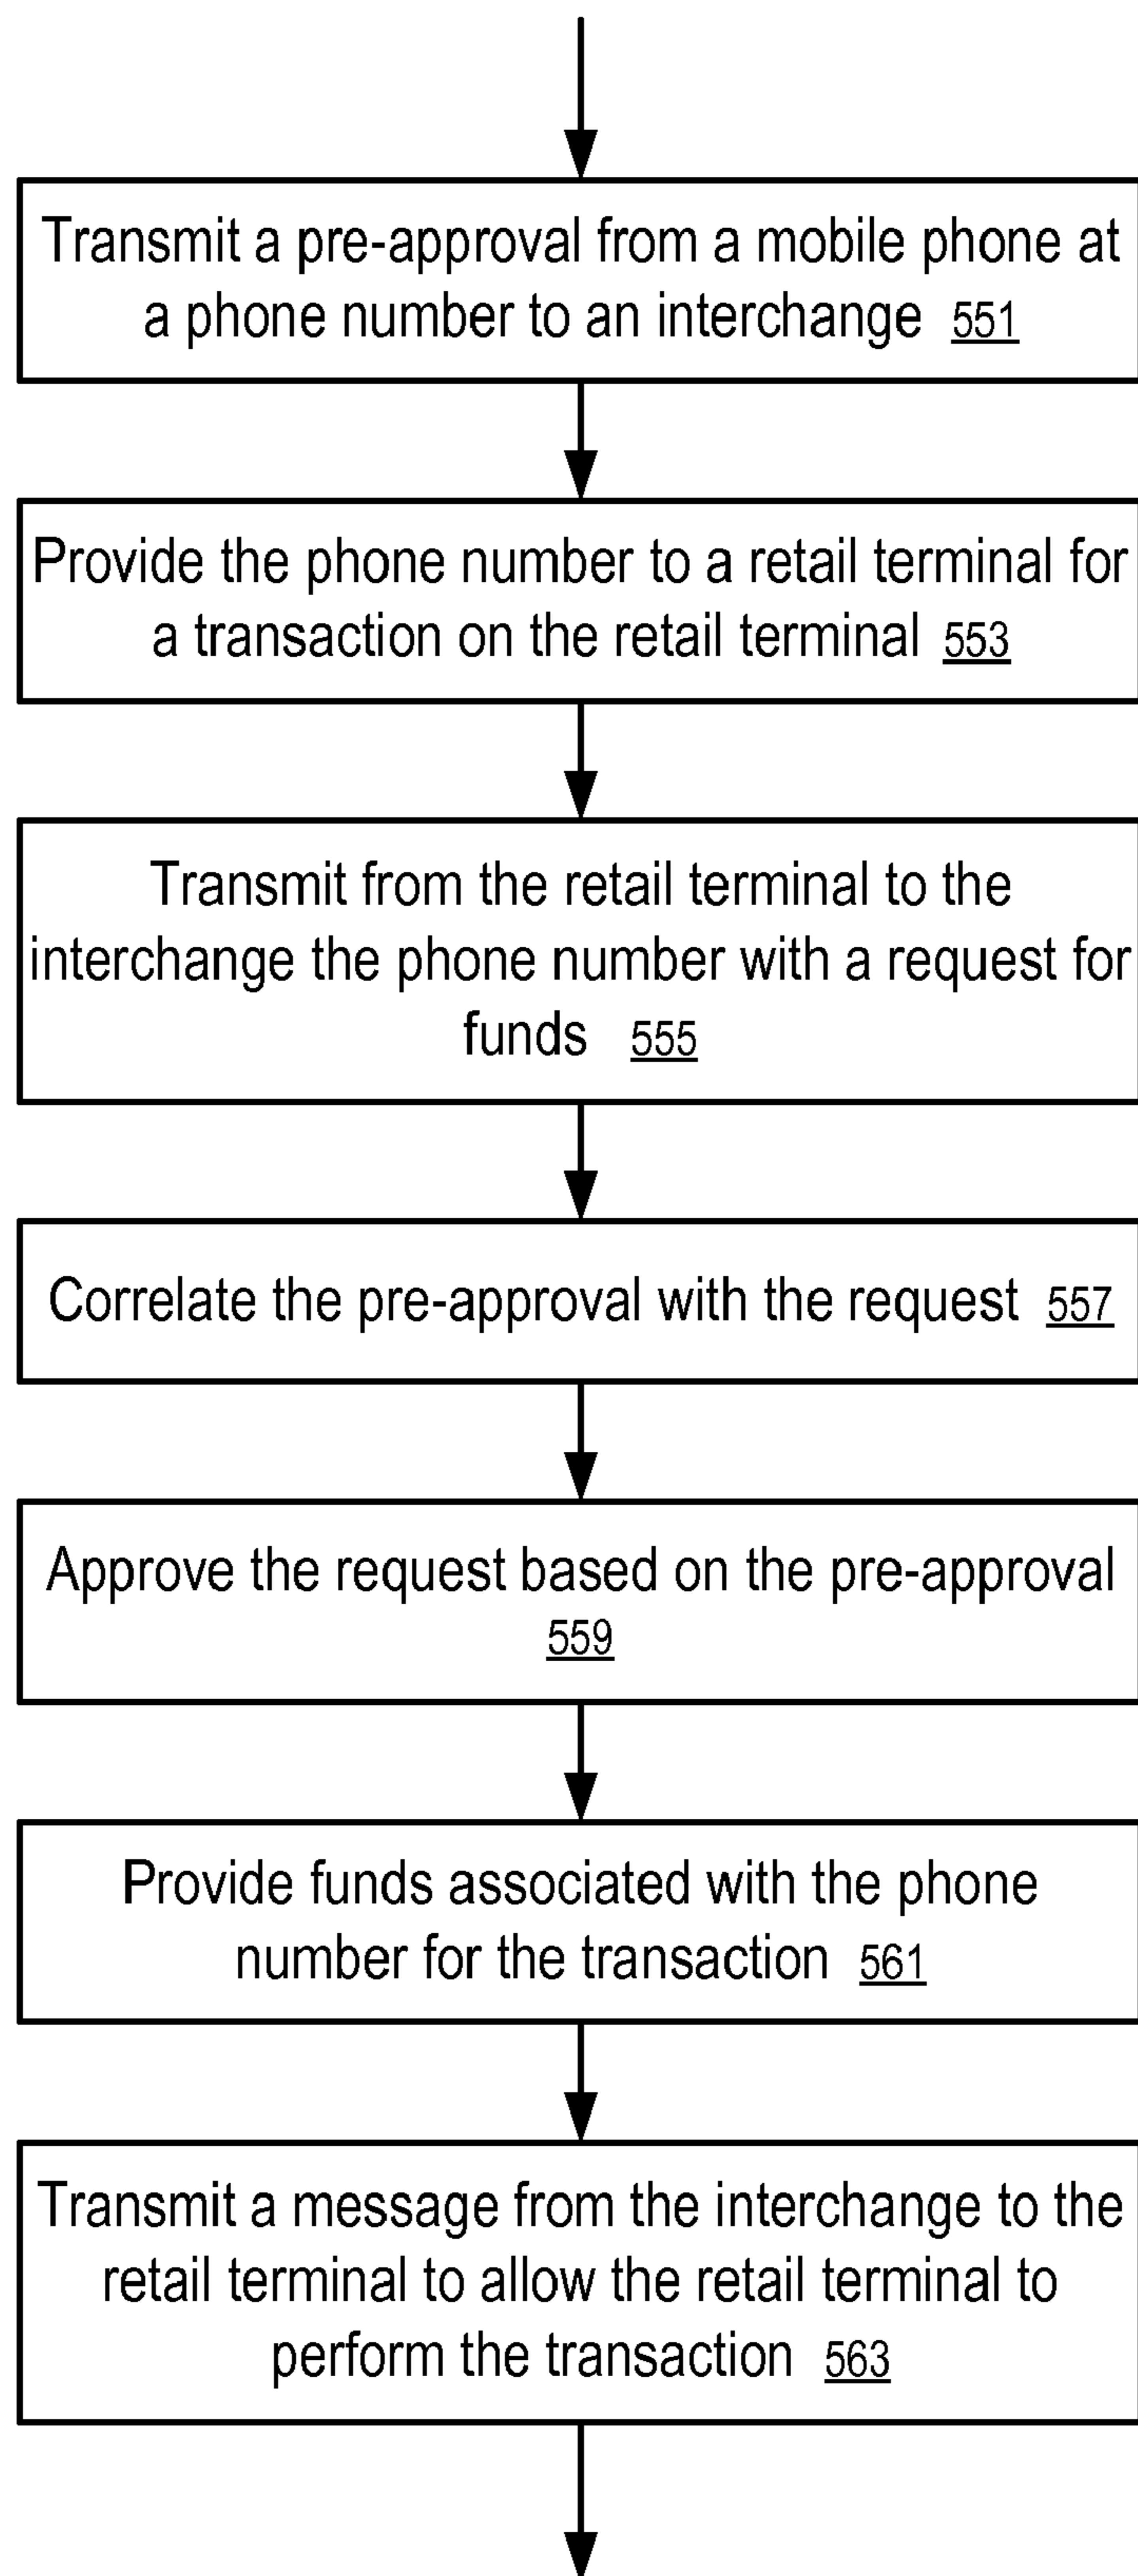 Transmit a pre-approval from a mobile phone at
a phone number to an interchange 551
Provide the phone number to a retail terminal for
a transaction on the retail terminal 553
Transmit from the retail terminal to the
interchange the phone number with a request for
funds 555
Correlate the pre-approval with the request 557
Approve the request based on the pre-approval
559
Provide funds associated with the phone
number for the transaction 561
Transmit a message from the interchange to the
retail terminal to allow the retail terminal to
perform the transaction 563